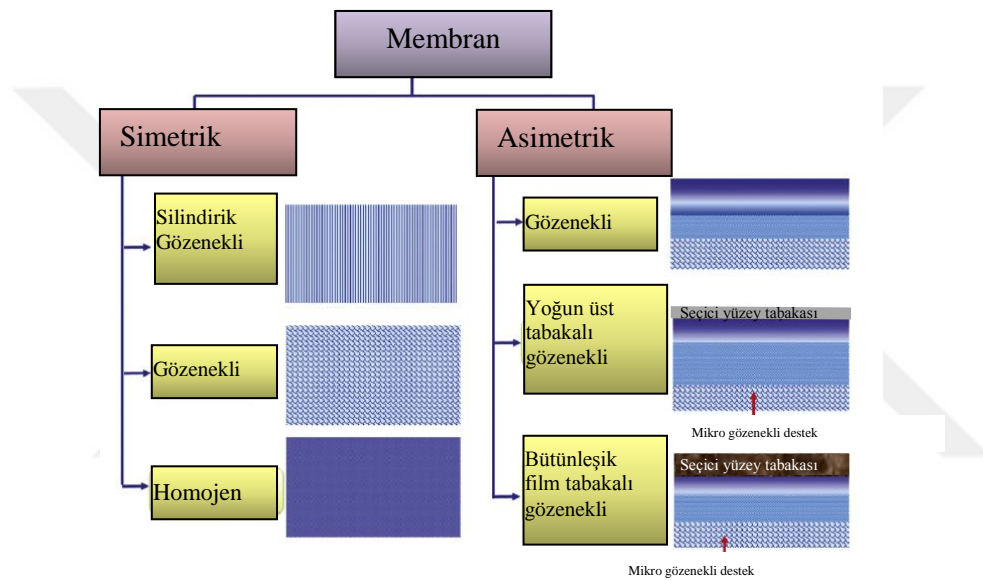 Membran
Simetrik
Silindirik
Gözenekli
Gözenekli
Homojen
Asimetrik
Gözenekli
Yoğun üst
tabakalı
gözenekli
Seçici yüzey tabakası
Mikro gözenekli destek
Bütünleşik
film tabakalı
gözenekli
Seçici yüzey tabakası
Mikro gözenekli destek